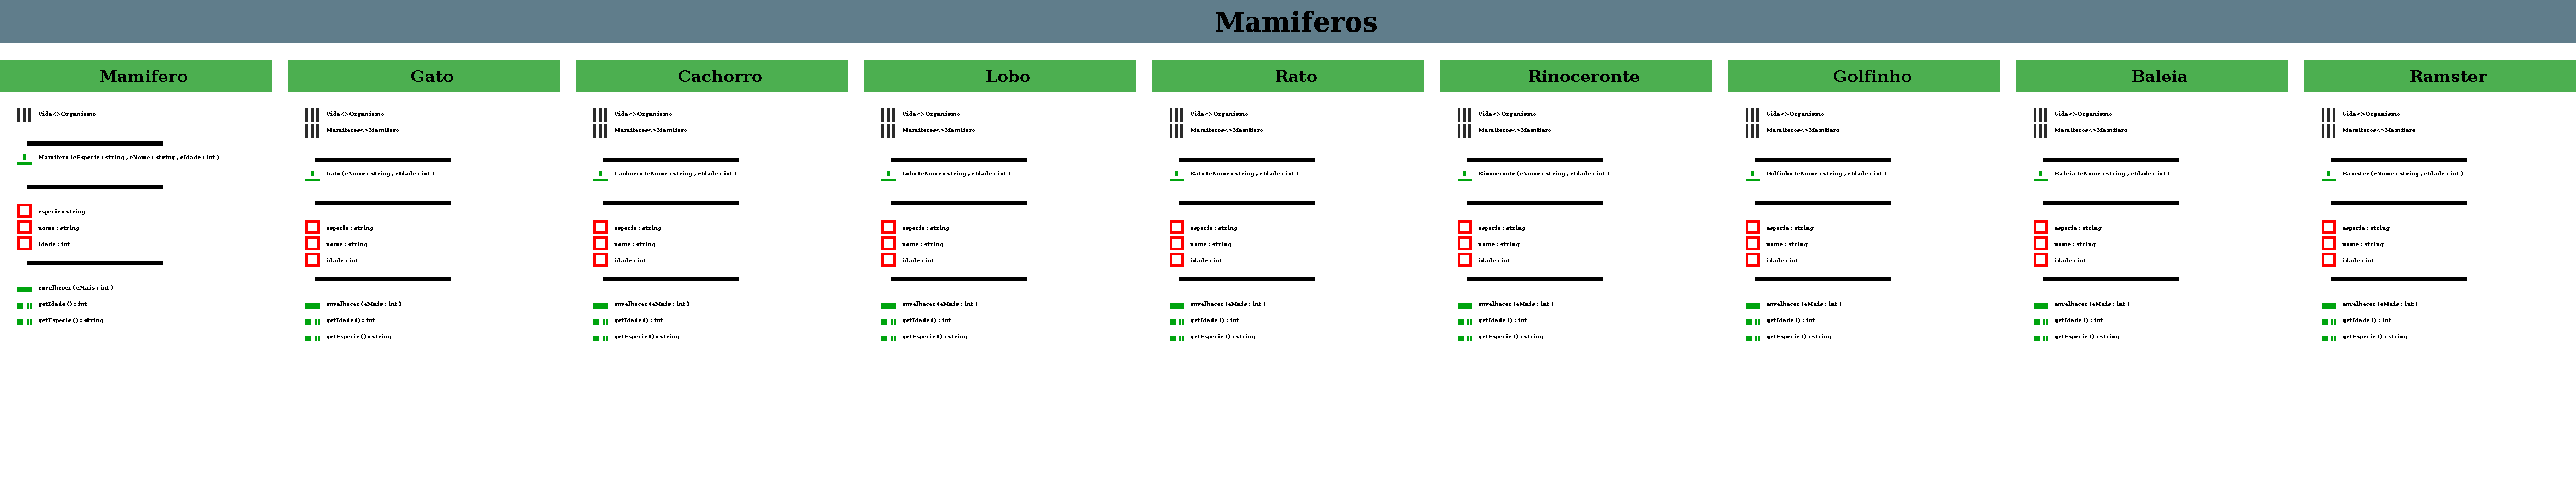 Mamiferos
Mamifero
Vida<>Organismo
Mamifero (eEspecie : string , eNome : string , eIdade : int )
especie : string
nome : string
idade : int
envelhecer (eMais : int )
getIdade () : int
getEspecie () : string
Gato
Vida<>Organismo
Mamiferos<>Mamifero
Gato (eNome : string , eIdade : int )
especie : string
nome : string
idade : int
envelhecer (eMais : int )
getIdade () : int
getEspecie () : string
Cachorro
Vida<>Organismo
Mamiferos<>Mamifero
Cachorro (eNome : string , eIdade : int )
especie : string
nome : string
idade : int
envelhecer (eMais : int )
getIdade () : int
getEspecie () : string
Lobo
Vida<>Organismo
Mamiferos<>Mamifero
Lobo (eNome : string , eIdade : int )
especie : string
nome : string
idade : int
envelhecer (eMais : int )
getIdade () : int
getEspecie () : string
Rato
Vida<>Organismo
Mamiferos<>Mamifero
Rato (eNome : string , eIdade : int )
especie : string
nome : string
idade : int
envelhecer (eMais : int )
getIdade () : int
getEspecie () : string
Rinoceronte
Vida<>Organismo
Mamiferos<>Mamifero
Rinoceronte (eNome : string , eIdade : int )
especie : string
nome : string
idade : int
envelhecer (eMais : int )
getIdade () : int
getEspecie () : string
Golfinho
Vida<>Organismo
Mamiferos<>Mamifero
Golfinho (eNome : string , eIdade : int )
especie : string
nome : string
idade : int
envelhecer (eMais : int )
getIdade () : int
getEspecie () : string
Baleia
Vida<>Organismo
Mamiferos<>Mamifero
Baleia (eNome : string , eIdade : int )
especie : string
nome : string
idade : int
envelhecer (eMais : int )
getIdade () : int
getEspecie () : string
Ramster
Vida<>Organismo
Mamiferos<>Mamifero
Ramster (eNome : string , eIdade : int )
especie : string
nome : string
idade : int
envelhecer (eMais : int )
getIdade () : int
getEspecie () : string